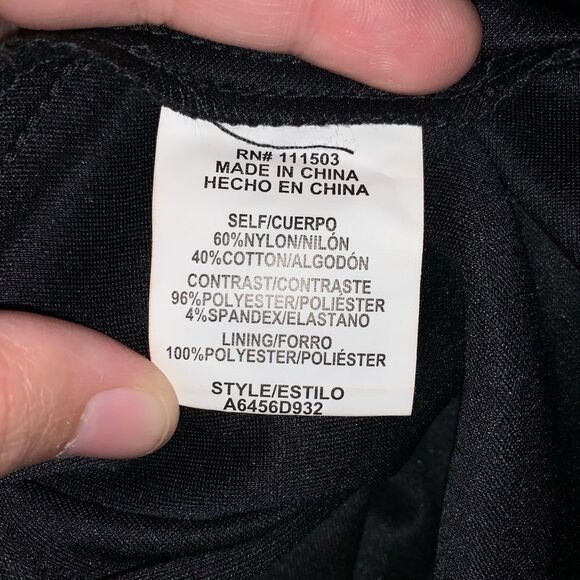 RN# 111503
MADE IN CHINA
HECHO EN CHINA
SELF/CUERPO
60%NYLON/NILÓN
40%COTTON/ALGODÓN
CONTRAST/CONTRASTE
96%POLYESTER/POLIÉSTER
4%SPANDEX/ELASTANO
LINING/FORRO
100%POLYESTER/POLIÉSTER
STYLE/ESTILO
A6456D932